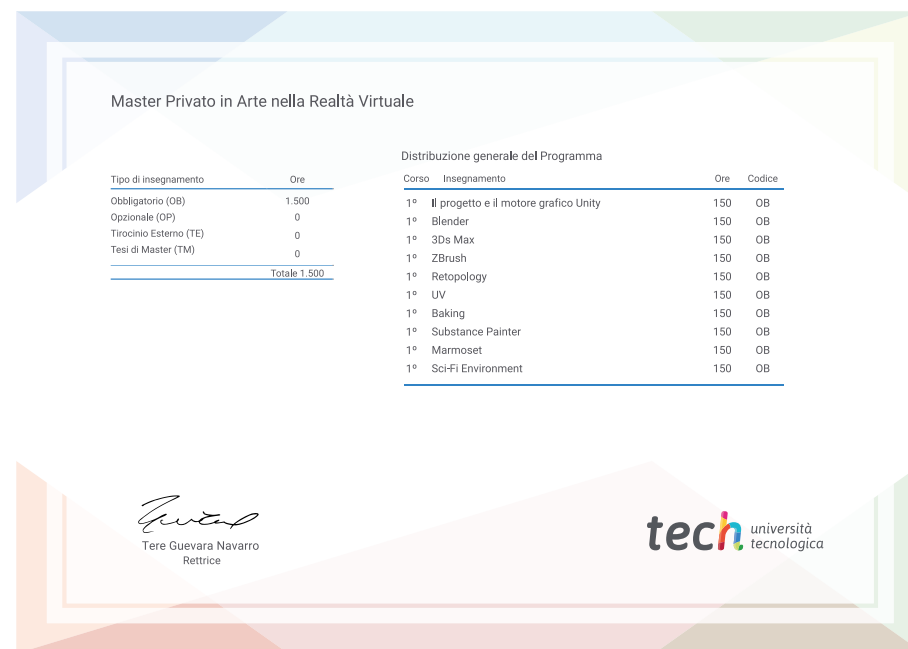 Master Privato in Arte nella Realtà Virtuale
Tipo di insegnamento Ore
Obbligatorio (OB) 1.500
Opzionale (OP) 0
Tirocinio Esterno (TE) 0
Tesi di Master (TM) 0
Totale 1.500
Distribuzione generale del Programma
Corso Insegnamento Ore Codice
1º Il progetto e il motore grafico Unity 150 OB
1º Blender 150 OB
1º 3Ds Max 150 OB
1º ZBrush 150 OB
1º Retopology 150 OB
1º UV 150 OB
1º Baking 150 OB
1º Substance Painter 150 OB
1º Marmoset 150 OB
1º Sci-Fi Environment 150 OB
Tere Guevara Navarro
Rettrice
tech università
tecnologica